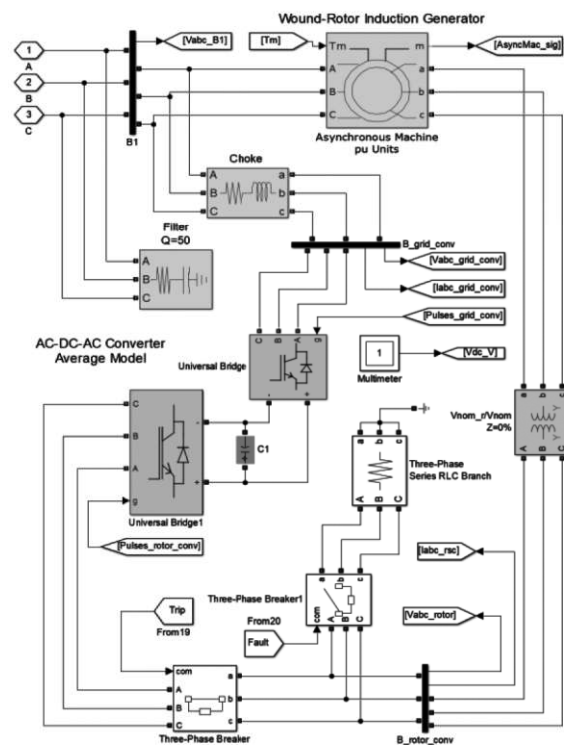 Wound-Rotor Induction Generator
[Vabc_B1]
[Tm]
Tm
m
[AsyncMac_sig]
1
A
2
B
3
C
B1
A
B
C
a
b
c
Asynchronous Machine
pu Units
Choke
A
B
C
a
b
c
Filter
Q=50
A
B
C
B_grid_conv
[Vabc_grid_conv]
[Iabc_grid_conv]
[Pulses_grid_conv]
AC-DC-AC Converter
Average Model
Universal Bridge
C
B
A
g
-
+
1
Multimeter
[Vdc_V]
C
B
A
g
-
+
C1
Universal Bridge1
[Pulses_rotor_conv]
Vnom_r/Vnom
Z=0%
a
b
c
Y
Y
A
B
C
a
b
c
Three-Phase
Series RLC Branch
A
B
C
[Iabc_rsc]
[Vabc_rotor]
Three-Phase Breaker1
a
b
c
com
A
B
C
Trip
From19
From20
Fault
com
A
B
C
a
b
c
Three-Phase Breaker
B_rotor_conv